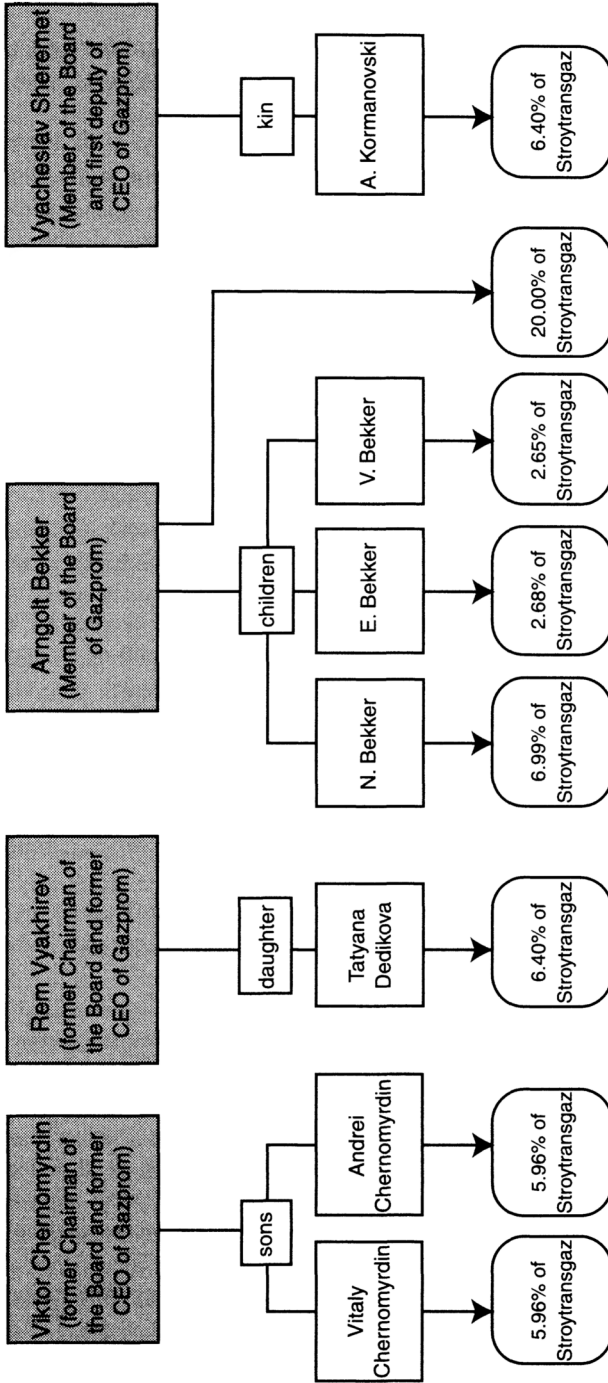 Viktor Chernomyrdin
(former Chairman of
the Board and former
CEO of Gazprom)
Rem Vyakhirev
(former Chairman of
the Board and former
CEO of Gazprom)
Arngolt Bekker
(Member of the Board
of Gazprom)
Vyacheslav Sheremet
(Member of the Board
and first deputy of
CEO of Gazprom)
sons
daughter
children
kin
Vitaly
Chernomyrdin
Andrei
Chernomyrdin
Tatyana
Dedikova
N. Bekker
E. Bekker
V. Bekker
A. Kormanovski
5.96% of
Stroytransgaz
5.96% of
Stroytransgaz
6.40% of
Stroytransgaz
6.99% of
Stroytransgaz
2.68% of
Stroytransgaz
2.65% of
Stroytransgaz
20.00% of
Stroytransgaz
6.40% of
Stroytransgaz